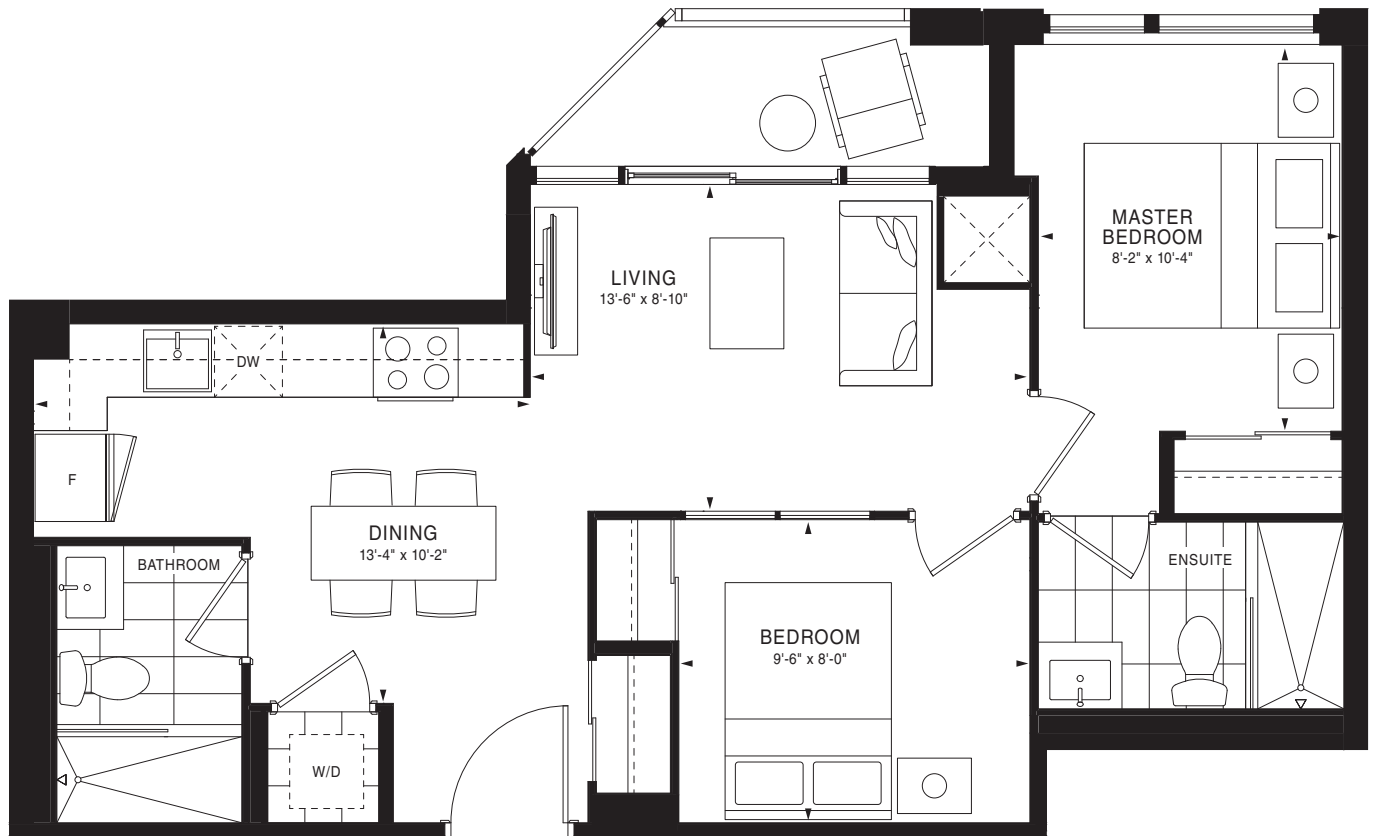 MASTER
BEDROOM
8'-2" x 10'-4"
LIVING
13'-6" x 8'-10"
DW
F
DINING
13'-4" x 10'-2"
BATHROOM
ENSUITE
BEDROOM
9'-6" x 8'-0"
W/D